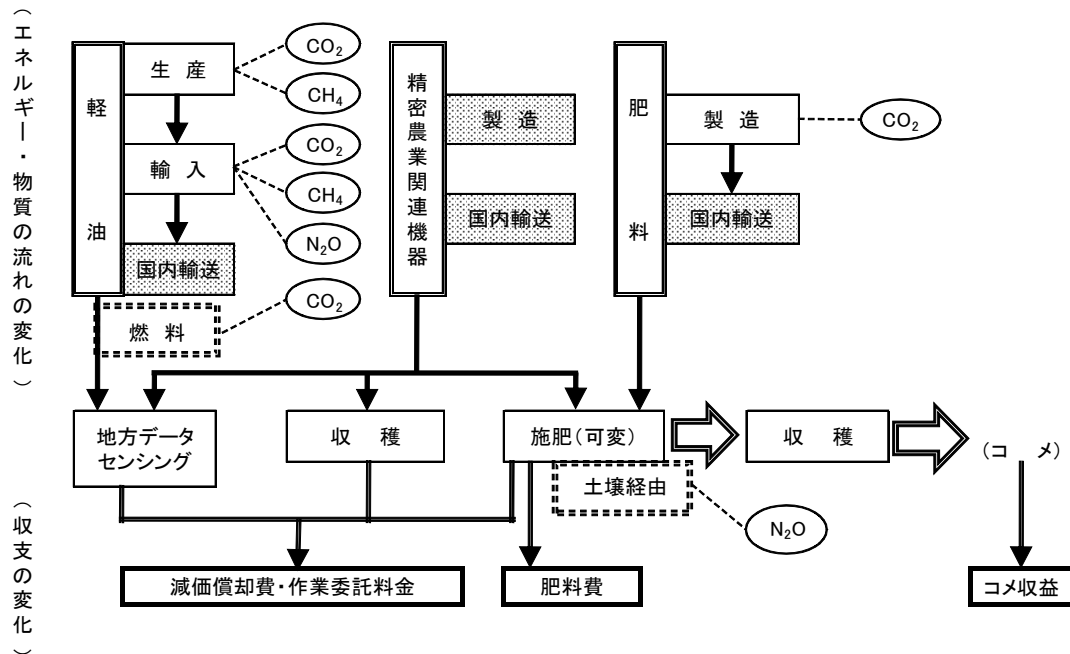 （エネルギー・物質の流れの変化）
軽油
生 産
CO2
CH4
輸 入
CO2
CH4
N2O
国内輸送
燃 料
CO2
精密農業関連機器
製 造
国内輸送
肥料
製 造
CO2
国内輸送
地方データ
センシング
収 穫
施肥（可変）
収 穫
（コ メ）
土壌経由
N2O
（収支の変化）
減価償却費・作業委託料金
肥料費
コメ収益